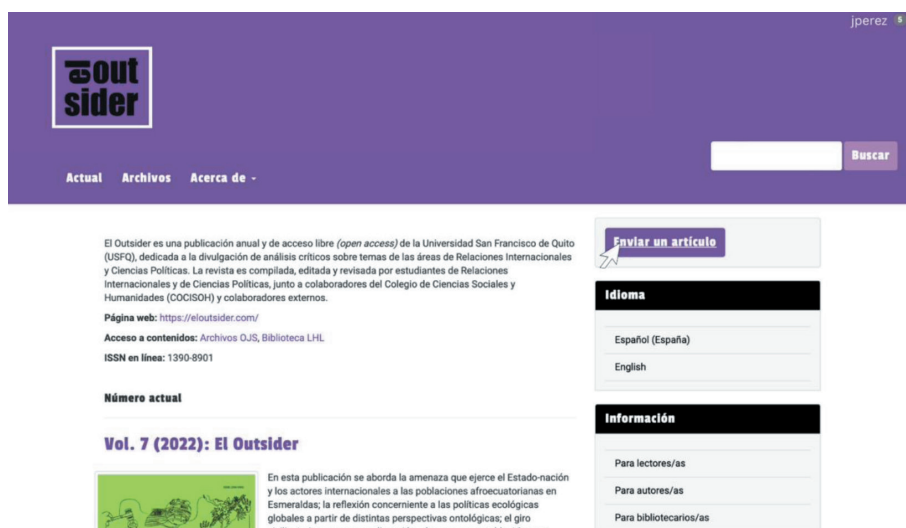 jperez 5
el out
sider
Buscar
Actual Archivos Acerca de
El Outsider es una publicación anual y de acceso libre (open access) de la Universidad San Francisco de Quito
(USFQ), dedicada a la divulgación de análisis críticos sobre temas de las áreas de Relaciones Internacionales
y Ciencias Políticas. La revista es compilada, editada y revisada por estudiantes de Relaciones
Internacionales y de Ciencias Políticas, junto a colaboradores del Colegio de Ciencias Sociales y
Humanidades (COCISOH) y colaboradores externos.
Página web: https://eloutsider.com/
Acceso a contenidos: Archivos OJS, Biblioteca LHL
ISSN en línea: 1390-8901
Número actual
Vol. 7 (2022): El Outsider
En esta publicación se aborda la amenaza que ejerce el Estado-nación
y los actores internacionales a las poblaciones afroecuatorianas en
Esmeraldas; la reflexión concerniente a las políticas ecológicas
globales a partir de distintas perspectivas ontológicas; el giro
Enviar un artículo
Idioma
Español (España)
English
Información
Para lectores/as
Para autores/as
Para bibliotecarios/as